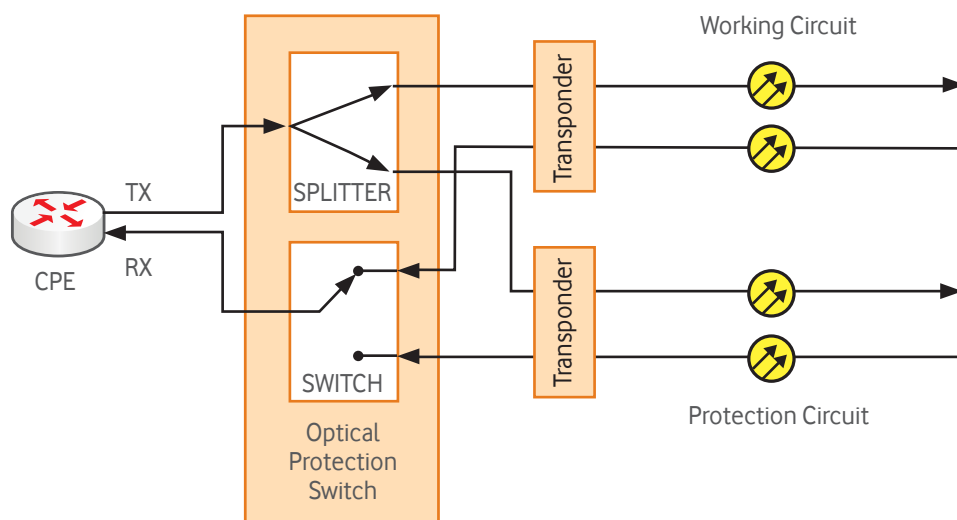 Working Circuit
Transponder
TX
SPLITTER
RX
CPE
Transponder
SWITCH
Protection Circuit
Optical
Protection
Switch